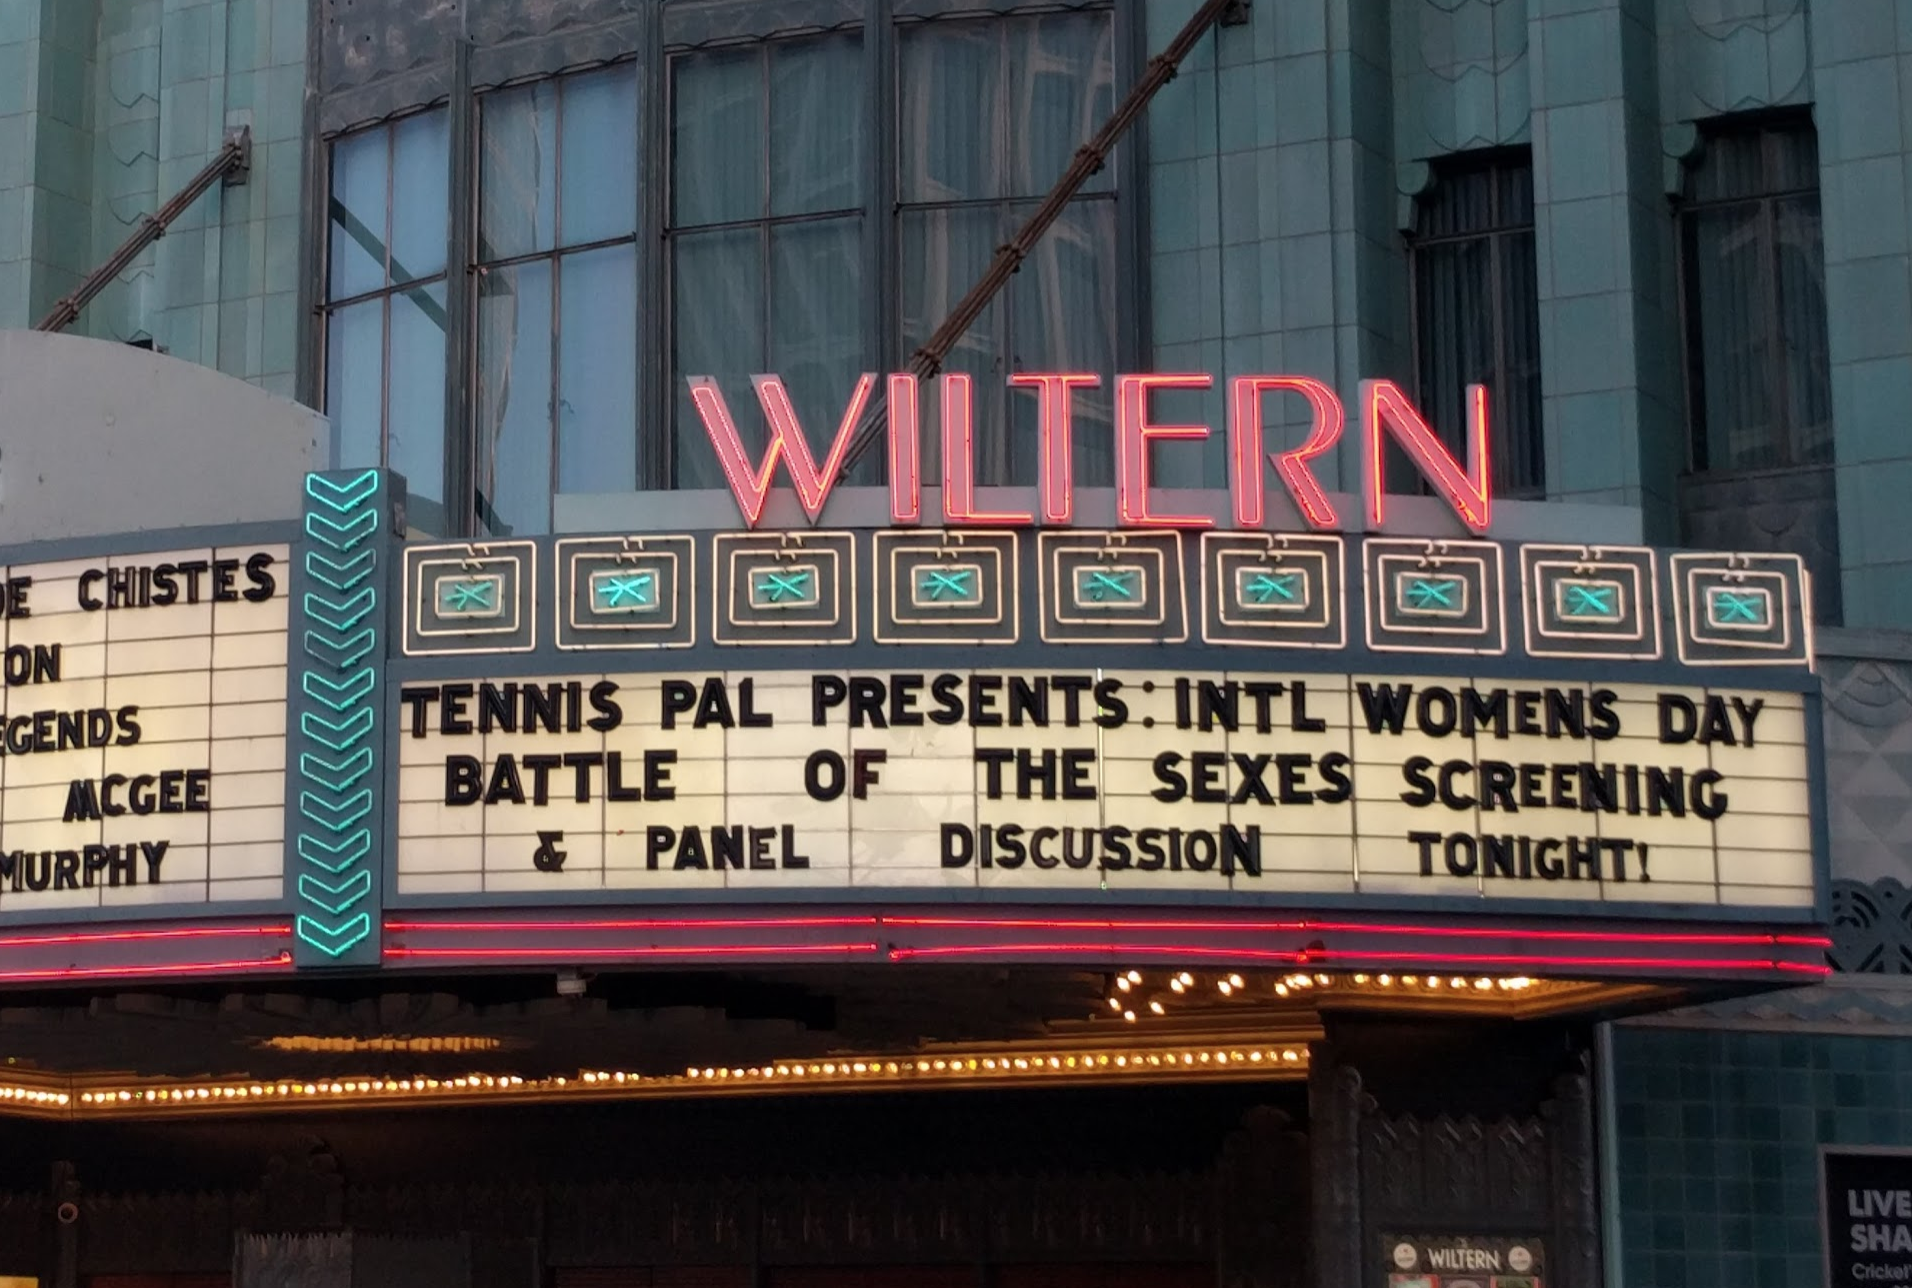 WILTERN
CHISTES
ON
MCGEE
MURPHY
TENNIS PAL PRESENTS: INTL WOMENS DAY
BATTLE OF THE SEXES SCREENING
& PANEL DISCUSSION TONIGHT!
WILTERN
LIVE